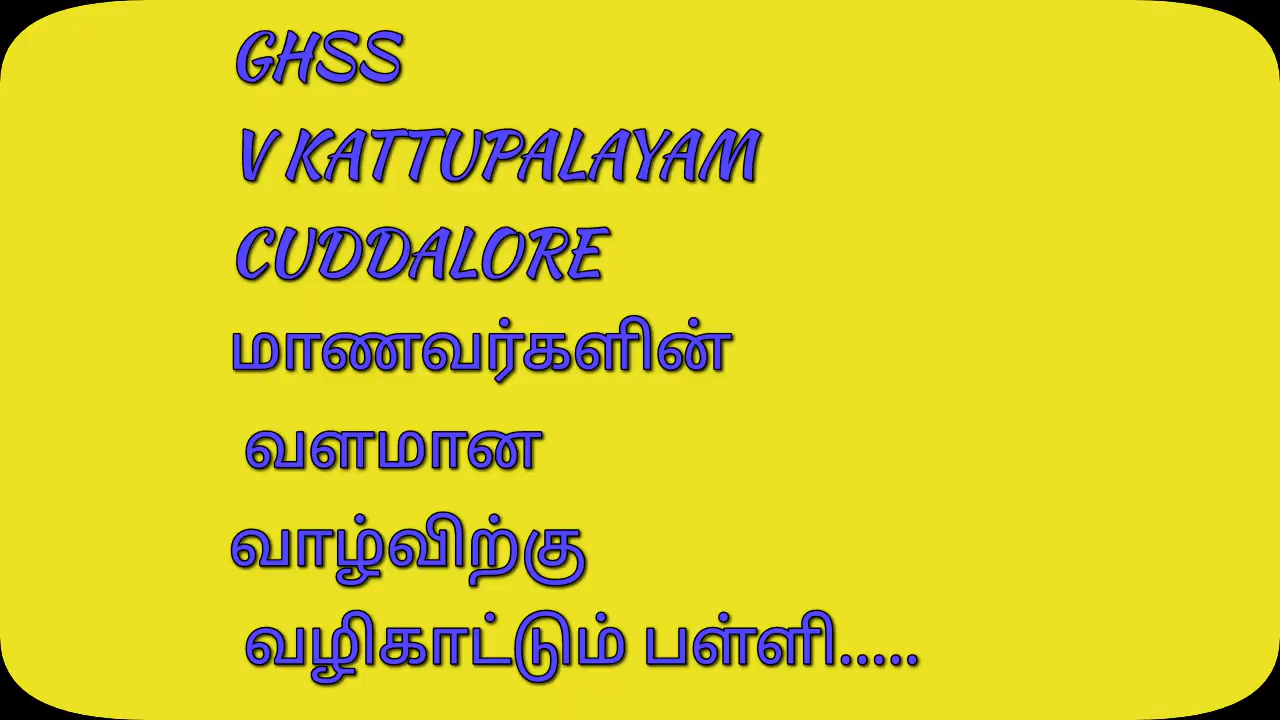 GHSS
V KATTUPALAYAM
CUDDALORE
மாணவர்களின்
வளமான
வாழ்விற்கு
வழிகாட்டும் பள்ளி.....